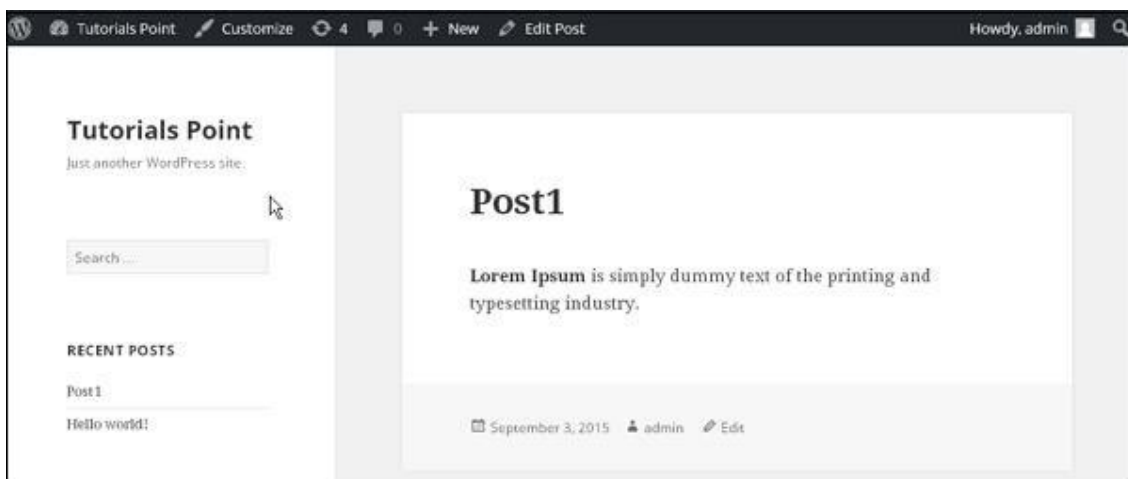 Tutorials Point Customize 4 0 New Edit Post Howdy, admin
Tutorials Point
Just another WordPress site.
Search ...
RECENT POSTS
Post1
Hello world!
Post1
Lorem Ipsum is simply dummy text of the printing and
typesetting industry.
September 3, 2015 admin Edit